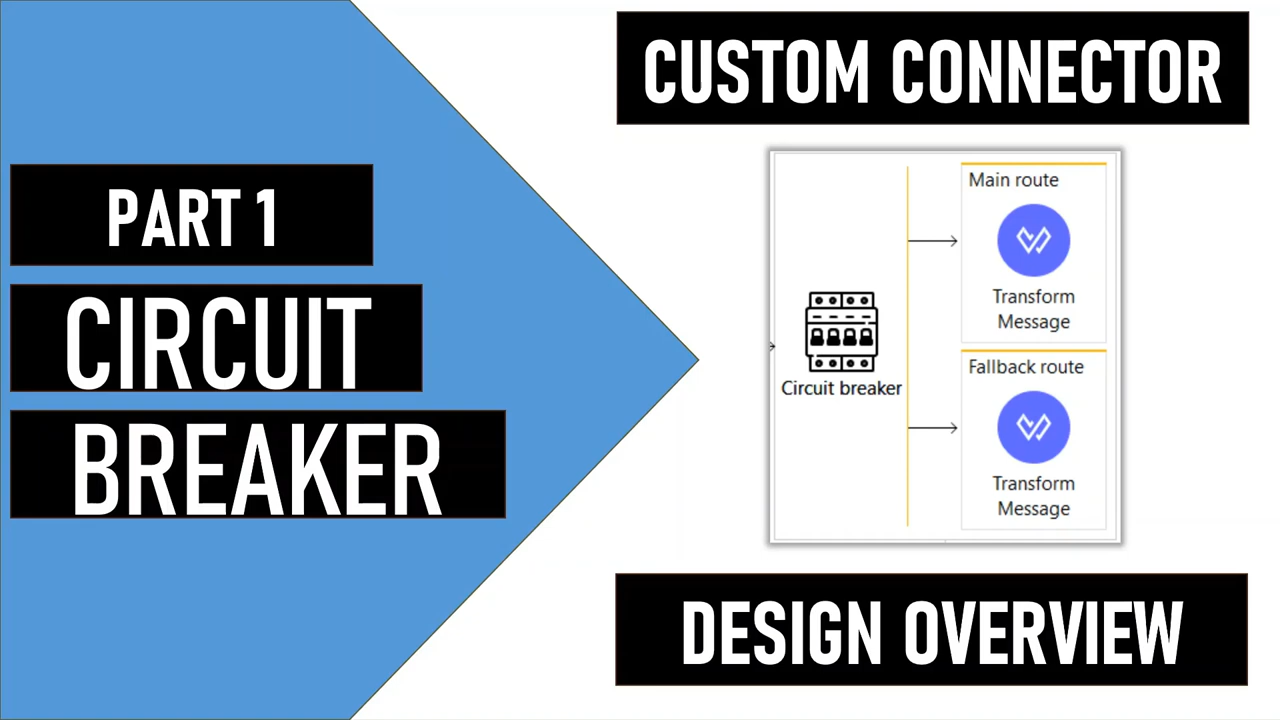 PART 1
CIRCUIT
BREAKER
CUSTOM CONNECTOR
Main route
Transform
Message
Circuit breaker
Fallback route
Transform
Message
DESIGN OVERVIEW